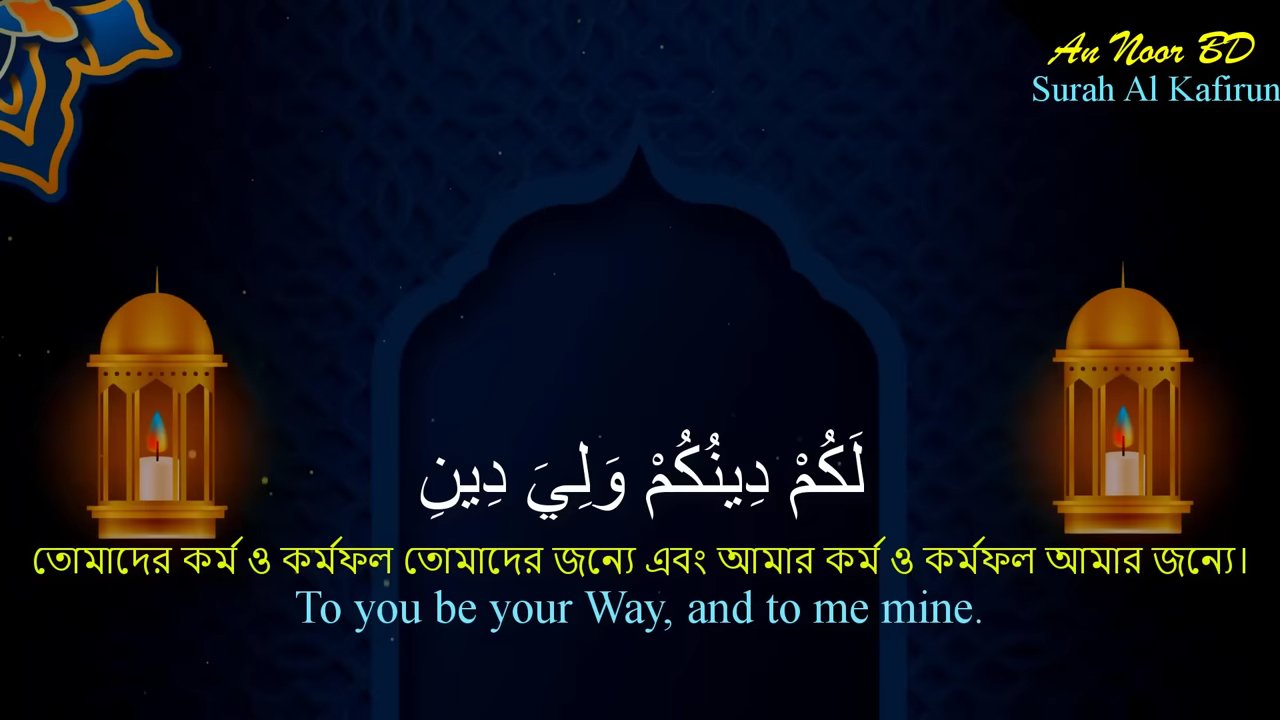 An Noor BD
Surah Al Kafirun
لَكُمْ دِينُكُمْ وَلِيَ دِينِ
তোমাদের কর্ম ও কর্মফল তোমাদের জন্যে এবং আমার কর্ম ও কর্মফল আমার জন্যে।
To you be your Way, and to me mine.